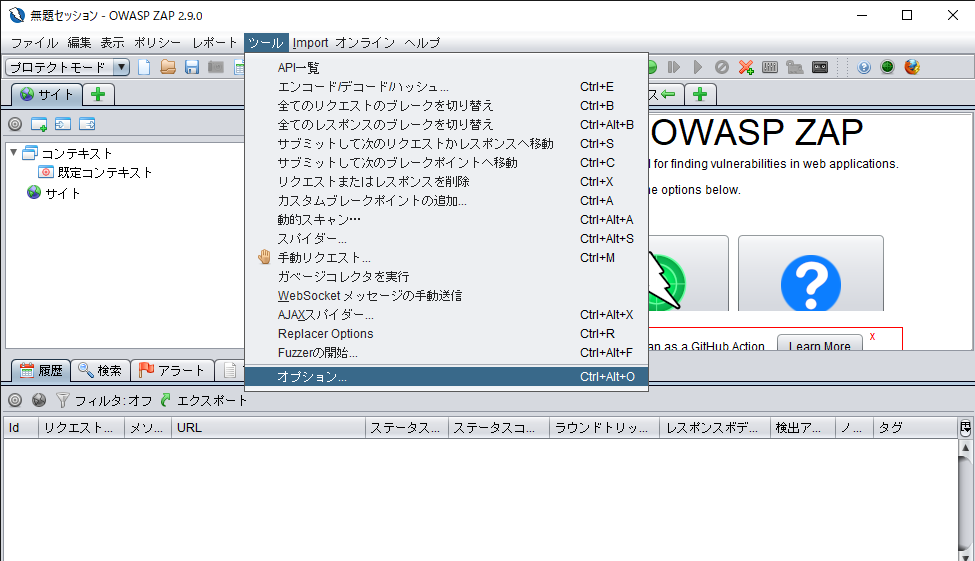 無題セッション - OWASP ZAP 2.9.0
ファイル 編集 表示 ポリシー レポート ツール Import オンライン ヘルプ
プロテクトモード
サイト
コンテキスト
既定コンテキスト
サイト
API一覧
エンコード/デコード/ハッシュ... Ctrl+E
全てのリクエストのブレークを切り替え Ctrl+B
全てのレスポンスのブレークを切り替え Ctrl+Alt+B
サブミットして次のリクエストかレスポンスへ移動 Ctrl+S
サブミットして次のブレークポイントへ移動 Ctrl+C
リクエストまたはレスポンスを削除 Ctrl+X
カスタムブレークポイントの追加... Ctrl+A
動的スキャン… Ctrl+Alt+A
スパイダー... Ctrl+Alt+S
手動リクエスト... Ctrl+M
ガベージコレクタを実行
WebSocket メッセージの手動送信
AJAXスパイダー... Ctrl+Alt+X
Replacer Options Ctrl+R
Fuzzerの開始... Ctrl+Alt+F
オプション... Ctrl+Alt+O
ス
OWASP ZAP
for finding vulnerabilities in web applications.
options below.
as a GitHub Action. Learn More X
履歴 検索 アラート
フィルタ:オフ エクスポート
Id リクエスト... メソ... URL ステータス... ステータスコ... ラウンドトリッ... レスポンスボデ... 検出ア... ノ... タグ